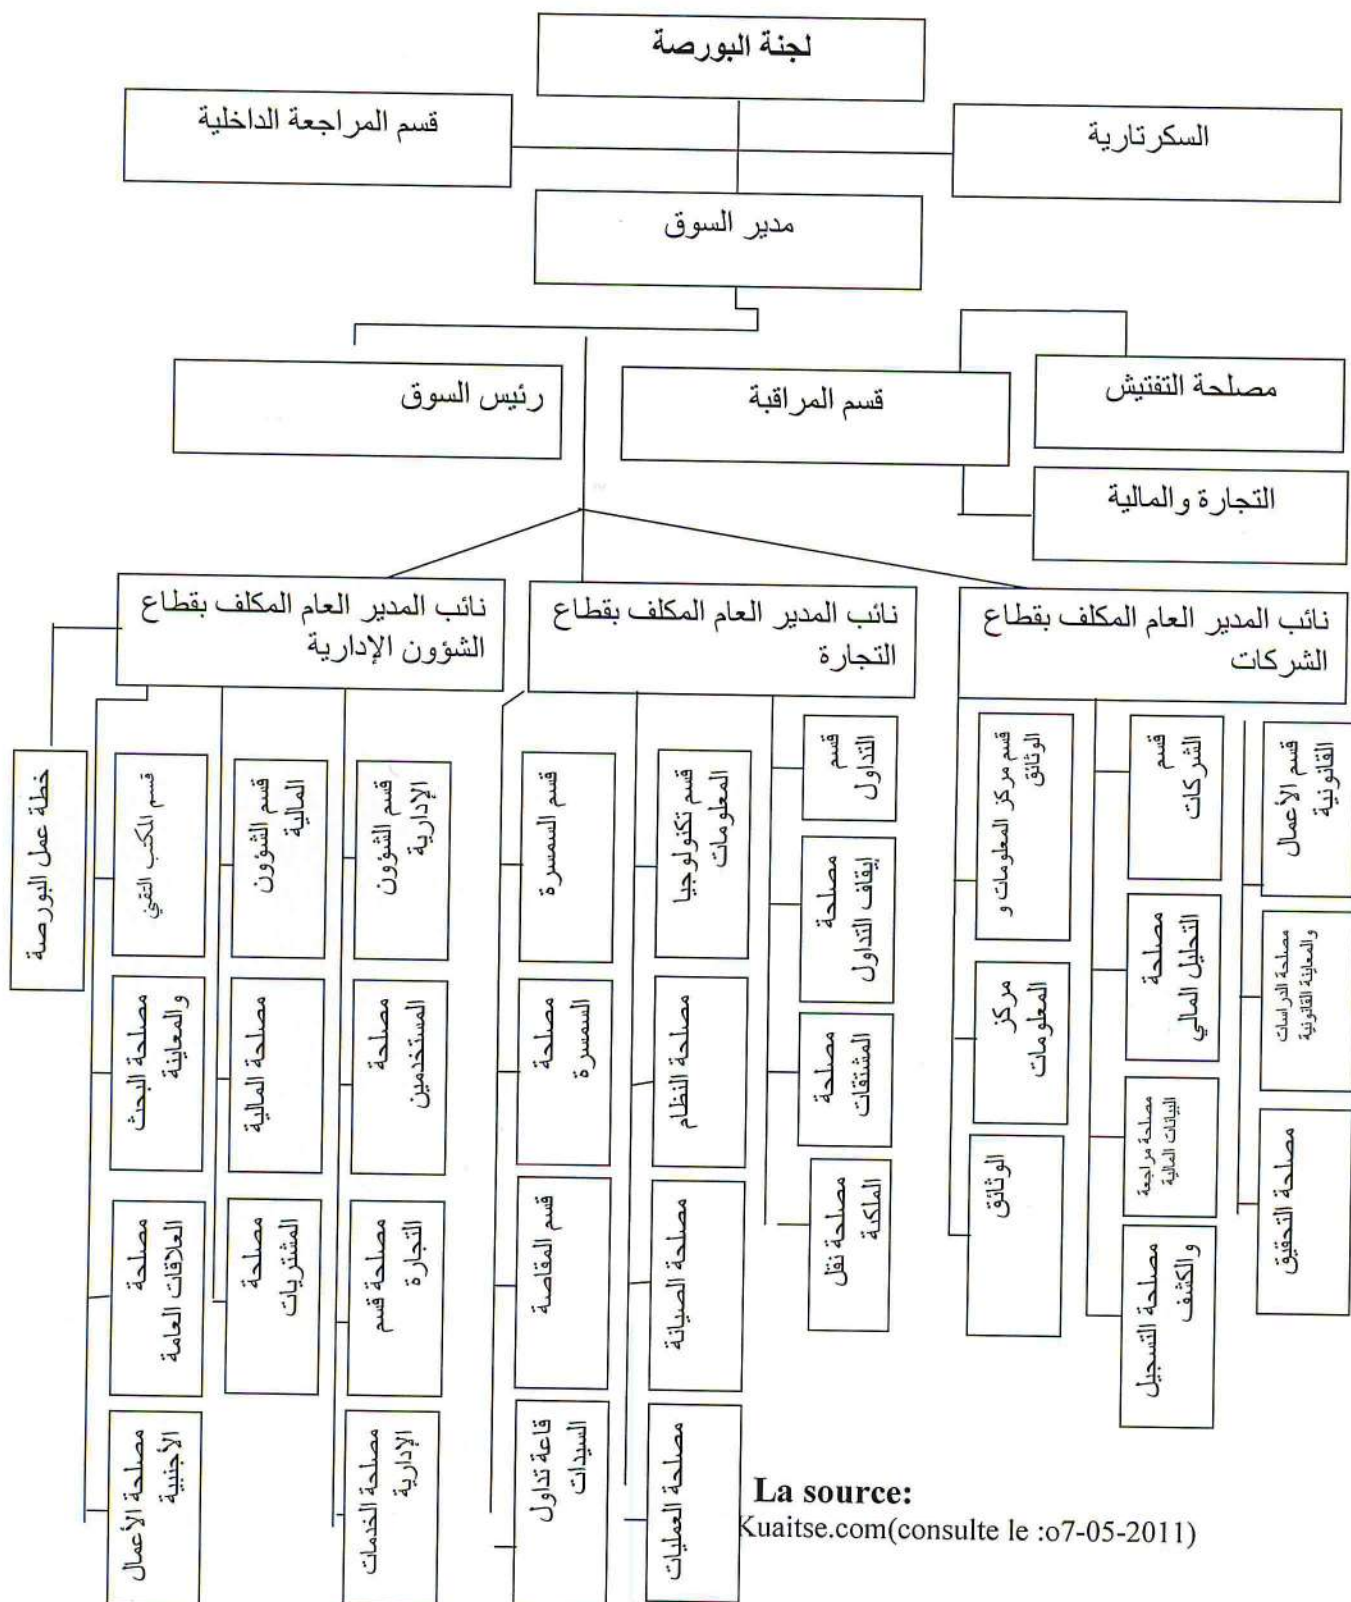 لجنة البورصة
السكرتارية
قسم المراجعة الداخلية
مدير السوق
مصلحة التفتيش
قسم المراقبة
رئيس السوق
التجارة والمالية
نائب المدير العام المكلف بقطاع
الشركات
نائب المدير العام المكلف بقطاع
التجارة
نائب المدير العام المكلف بقطاع
الشؤون الإدارية
قسم الأعمال
القانونية
مصلحة الدراسات
والمعاينة القانونية
مصلحة التحقيق
قسم
الشركات
مصلحة
التحليل المالي
مصلحة مراجعة
البيانات المالية
مصلحة التسجيل
والكشف
قسم مركز المعلومات و
الوثائق
مركز
المعلومات
الوثائق
قسم
التداول
مصلحة
إيقاف التداول
مصلحة
المشتقات
مصلحة نقل
الملكية
قسم تكنولوجيا
المعلومات
مصلحة النظام
مصلحة الصيانة
مصلحة العمليات
قسم السمسرة
مصلحة
السمسرة
قسم المقاصة
قاعة تداول
السيدات
قسم الشؤون
الإدارية
مصلحة
المستخدمين
مصلحة قسم
التجارة
مصلحة الخدمات
الإدارية
قسم الشؤون
المالية
مصلحة المالية
مصلحة
المشتريات
قسم المكتب التقني
مصلحة البحث
والمعاينة
مصلحة
العلاقات العامة
مصلحة الأعمال
الأجنبية
خطة عمل البورصة
La source:
Kuaitse.com(consulte le :o7-05-2011)